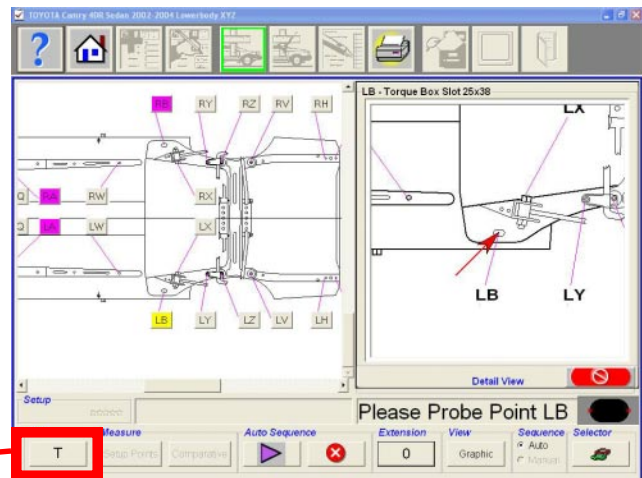 TOYOTA Camry 4DR Sedan 2002-2004 Lowerbody XYZ
?
LB - Torque Box Slot 25x38
RB RY RZ RV RH
LX
RA RW RX
LA LW LX
LB LY
LB LY LZ LV LH
Detail View
Setup
Please Probe Point LB
Measure Auto Sequence Extension View Sequence Selector
T Setup Points Comparative 0 Graphic Auto
Manual